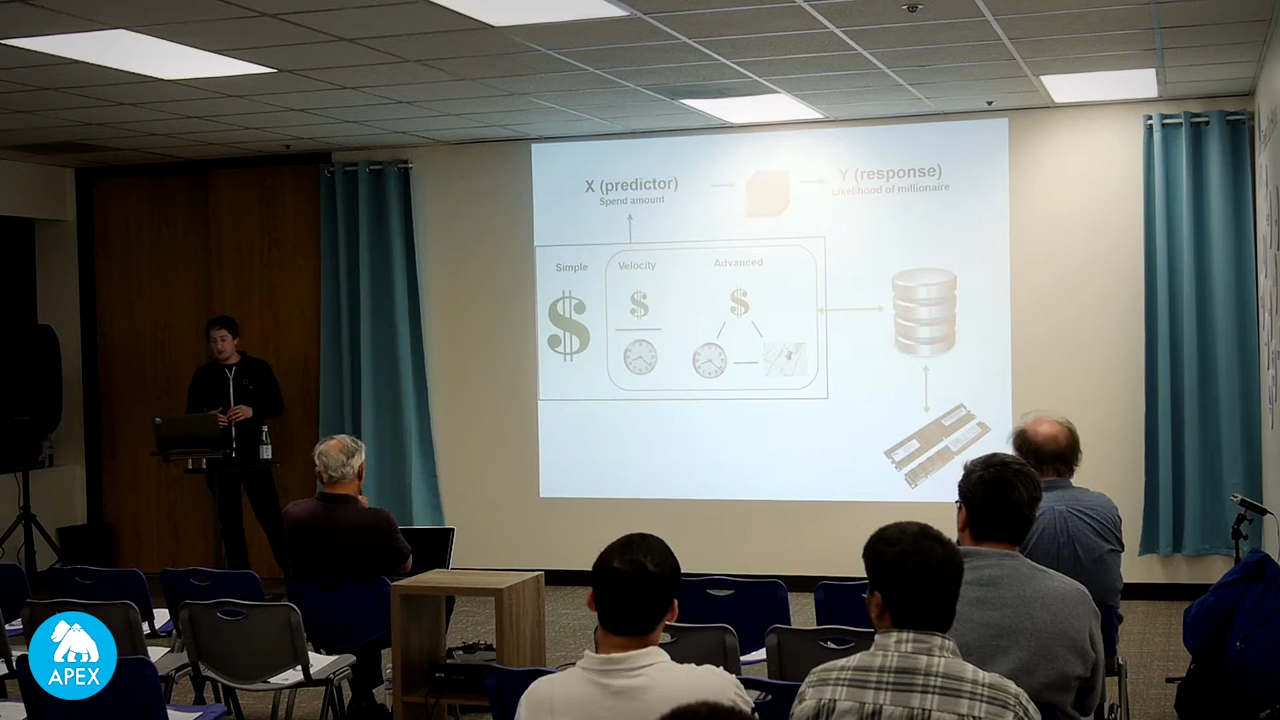 X (predictor)
Spend amount
Y (response)
Likelihood of millionaire
Simple
Velocity
Advanced
$
$
$
APEX